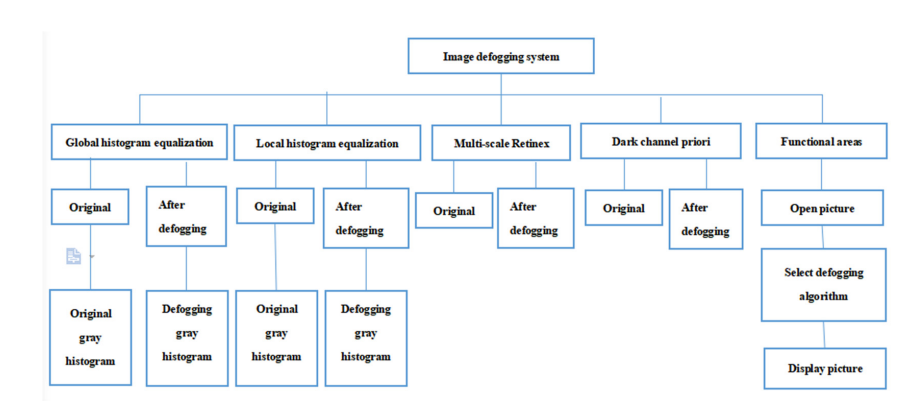 Image defogging system
Global histogram equalization
Local histogram equalization
Multi-scale Retinex
Dark channel priori
Functional areas
Original
After
defogging
Original
After
defogging
Original
After
defogging
Original
After
defogging
Open picture
Original
gray
histogram
Defogging
gray
histogram
Original
gray
histogram
Defogging
gray
histogram
Select defogging
algorithm
Display picture